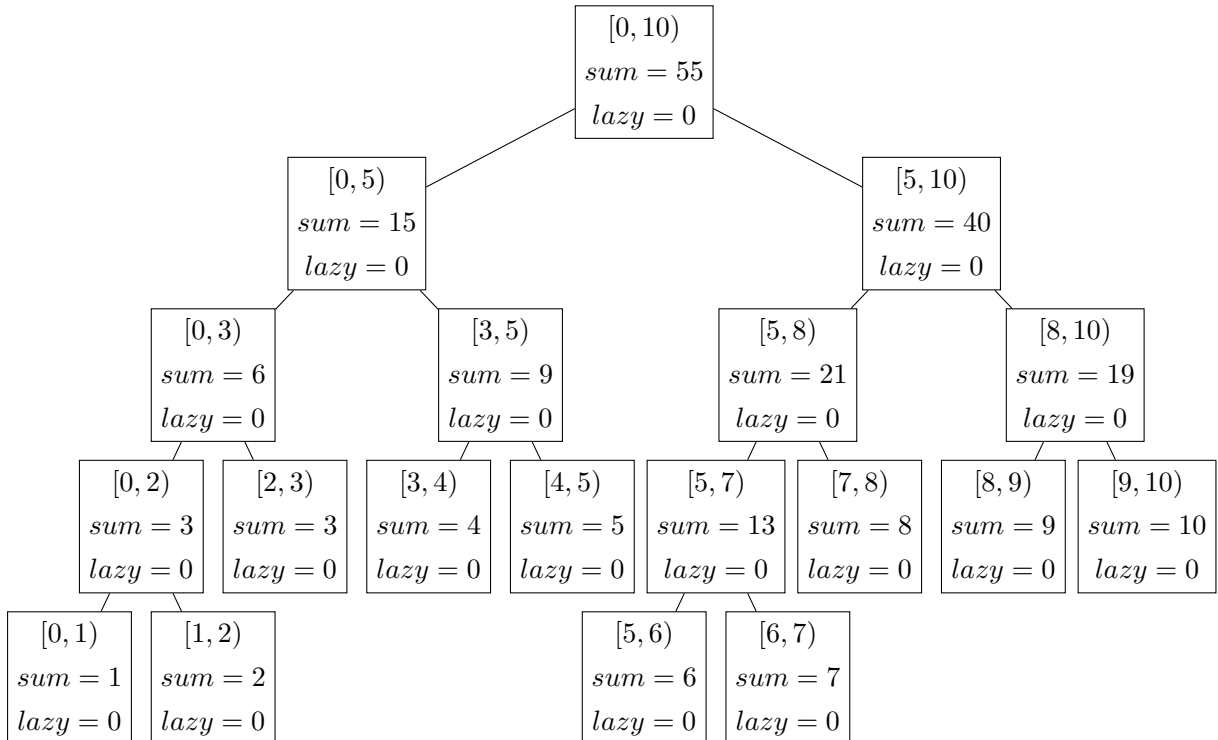 [0, 10)
sum = 55
lazy = 0
[0, 5)
sum = 15
lazy = 0
[5, 10)
sum = 40
lazy = 0
[0, 3)
sum = 6
lazy = 0
[3, 5)
sum = 9
lazy = 0
[5, 8)
sum = 21
lazy = 0
[8, 10)
sum = 19
lazy = 0
[0, 2)
sum = 3
lazy = 0
[2, 3)
sum = 3
lazy = 0
[3, 4)
sum = 4
lazy = 0
[4, 5)
sum = 5
lazy = 0
[5, 7)
sum = 13
lazy = 0
[7, 8)
sum = 8
lazy = 0
[8, 9)
sum = 9
lazy = 0
[9, 10)
sum = 10
lazy = 0
[0, 1)
sum = 1
lazy = 0
[1, 2)
sum = 2
lazy = 0
[5, 6)
sum = 6
lazy = 0
[6, 7)
sum = 7
lazy = 0